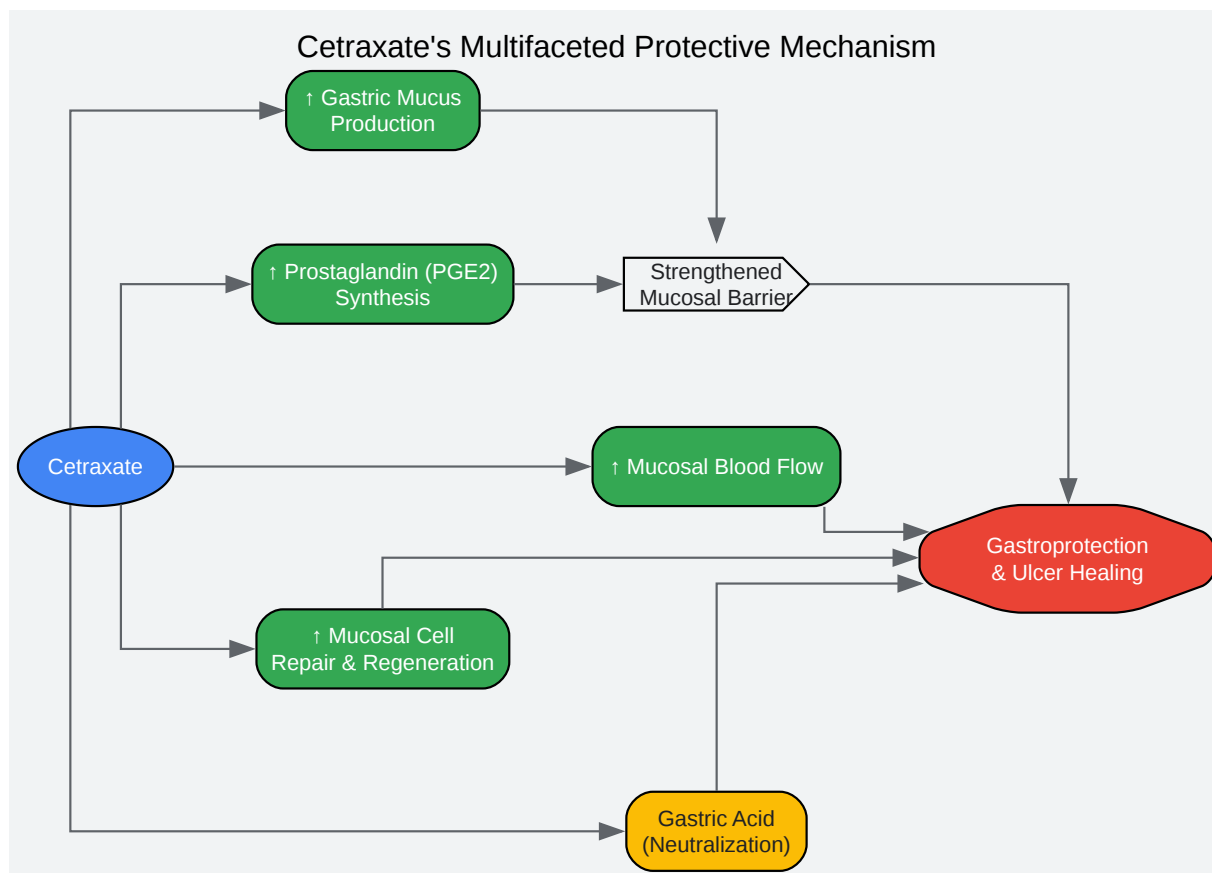 Cetraxate's Multifaceted Protective Mechanism
↑ Gastric Mucus
Production
↑ Prostaglandin (PGE2)
Synthesis
Strengthened
Mucosal Barrier
Cetraxate
↑ Mucosal Blood Flow
Gastroprotection
& Ulcer Healing
↑ Mucosal Cell
Repair & Regeneration
Gastric Acid
(Neutralization)